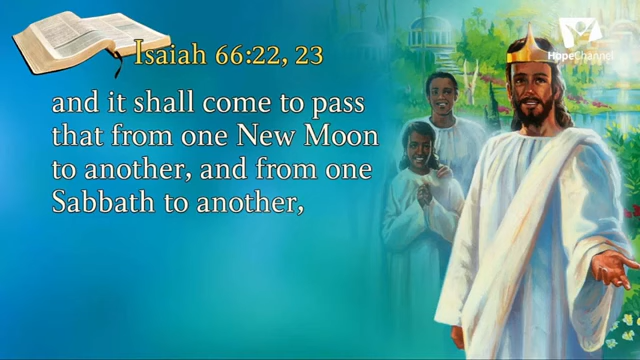 Isaiah 66:22, 23
HopeChannel
and it shall come to pass
that from one New Moon
to another, and from one
Sabbath to another,